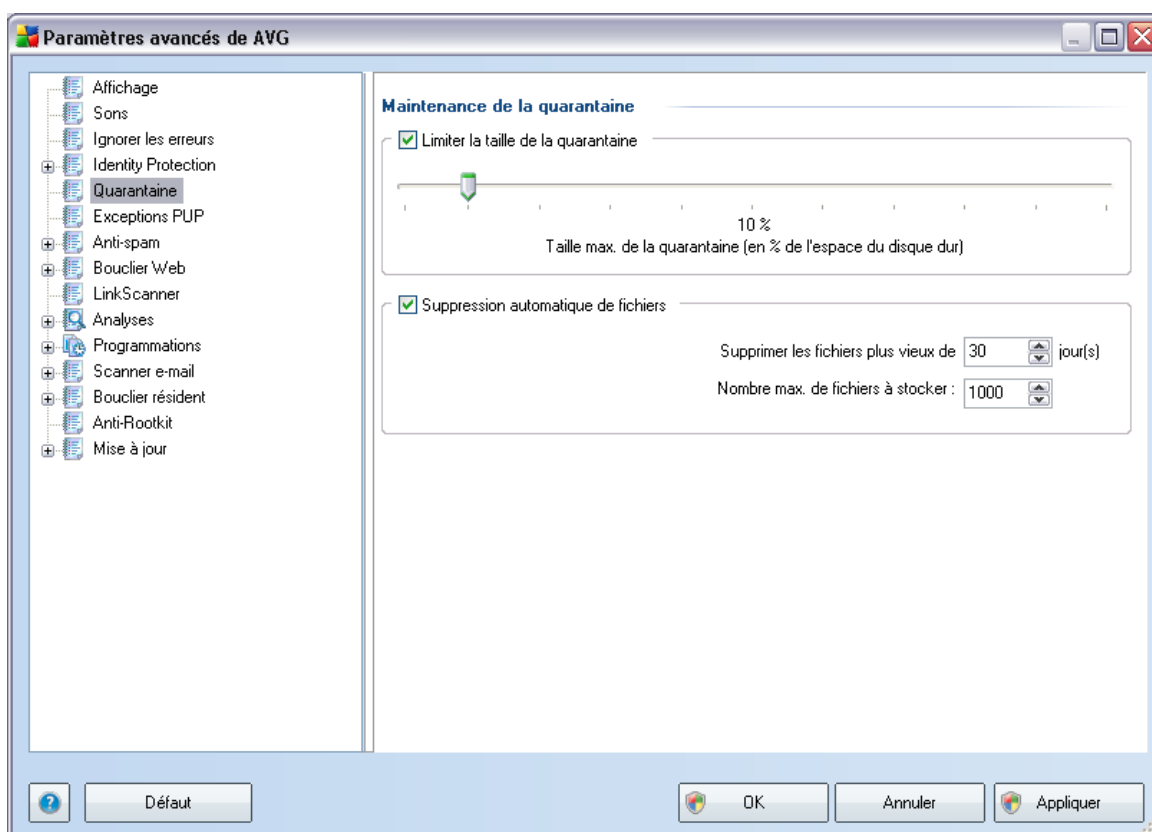 Paramètres avancés de AVG
Affichage
Sons
Ignorer les erreurs
Identity Protection
Quarantaine
Exceptions PUP
Anti-spam
Bouclier Web
LinkScanner
Analyses
Programmations
Scanner e-mail
Bouclier résident
Anti-Rootkit
Mise à jour
Maintenance de la quarantaine
Limiter la taille de la quarantaine
10 %
Taille max. de la quarantaine (en % de l'espace du disque dur)
Suppression automatique de fichiers
Supprimer les fichiers plus vieux de 30 jour(s)
Nombre max. de fichiers à stocker : 1000
Défaut
OK
Annuler
Appliquer